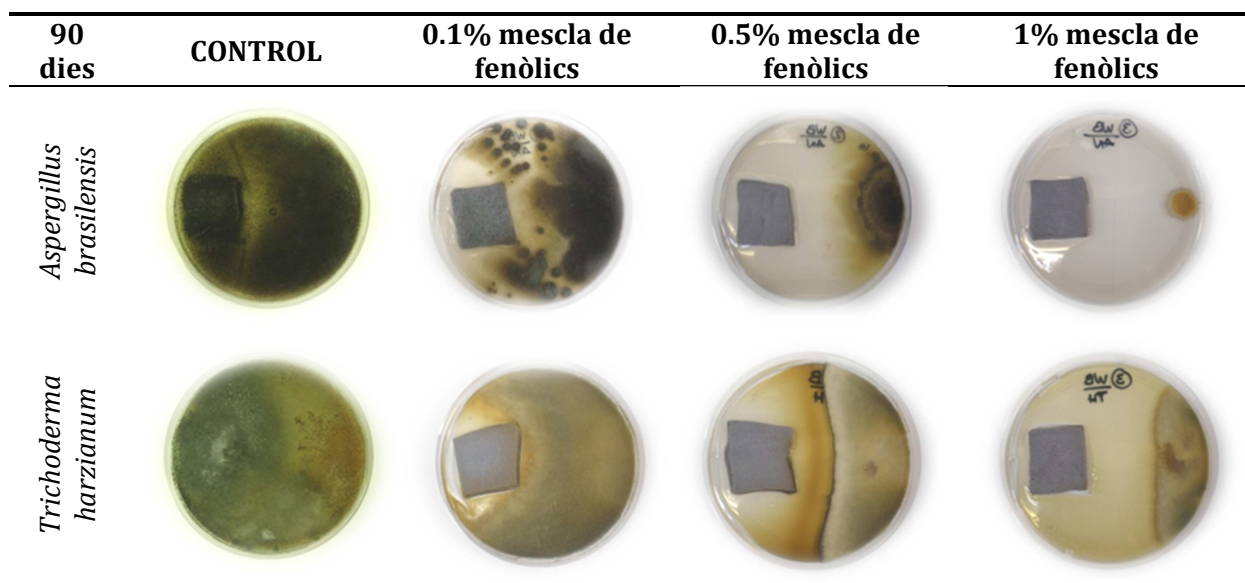 90
dies
CONTROL
0.1% mescla de
fenòlics
0.5% mescla de
fenòlics
1% mescla de
fenòlics
Aspergillus
brasilensis
Trichoderma
harzianum